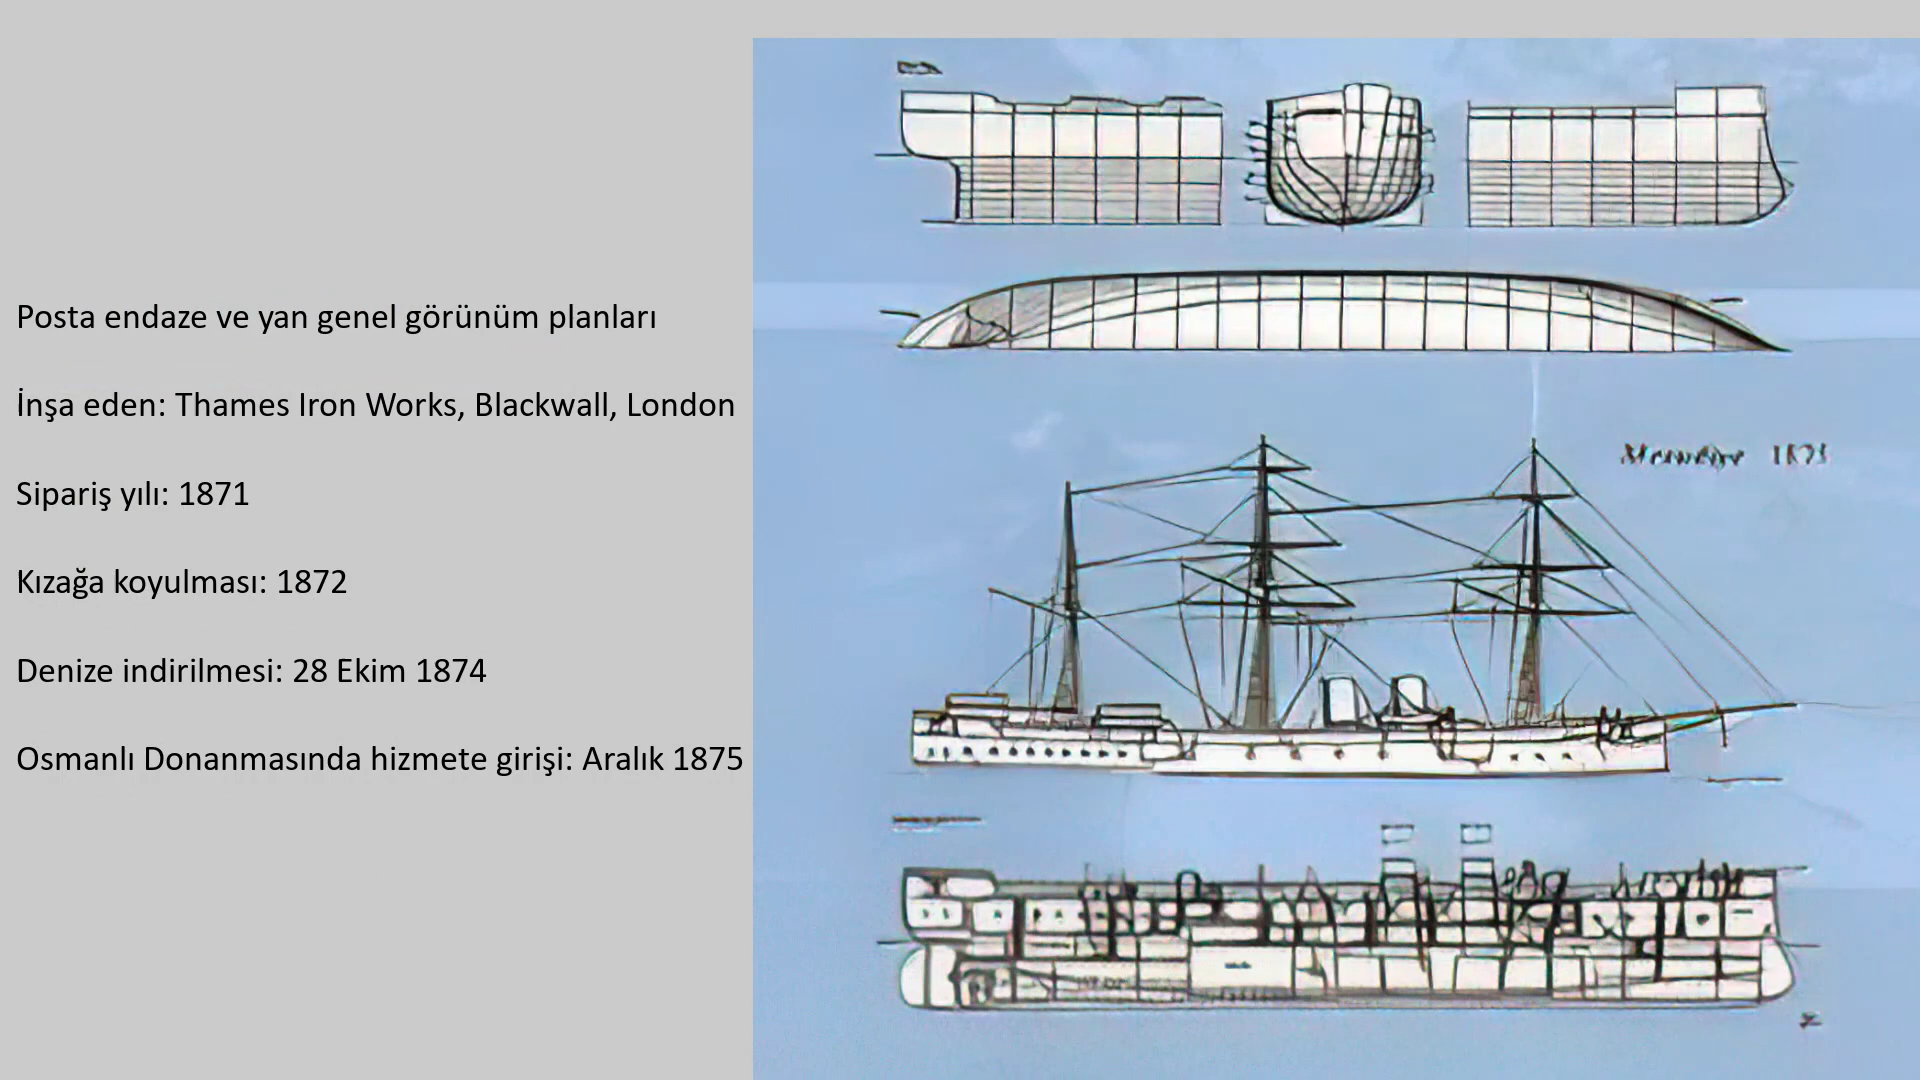 Posta endaze ve yan genel görünüm planları
İnşa eden: Thames Iron Works, Blackwall, London
Sipariş yılı: 1871
Kızağa koyulması: 1872
Denize indirilmesi: 28 Ekim 1874
Osmanlı Donanmasında hizmete girişi: Aralık 1875